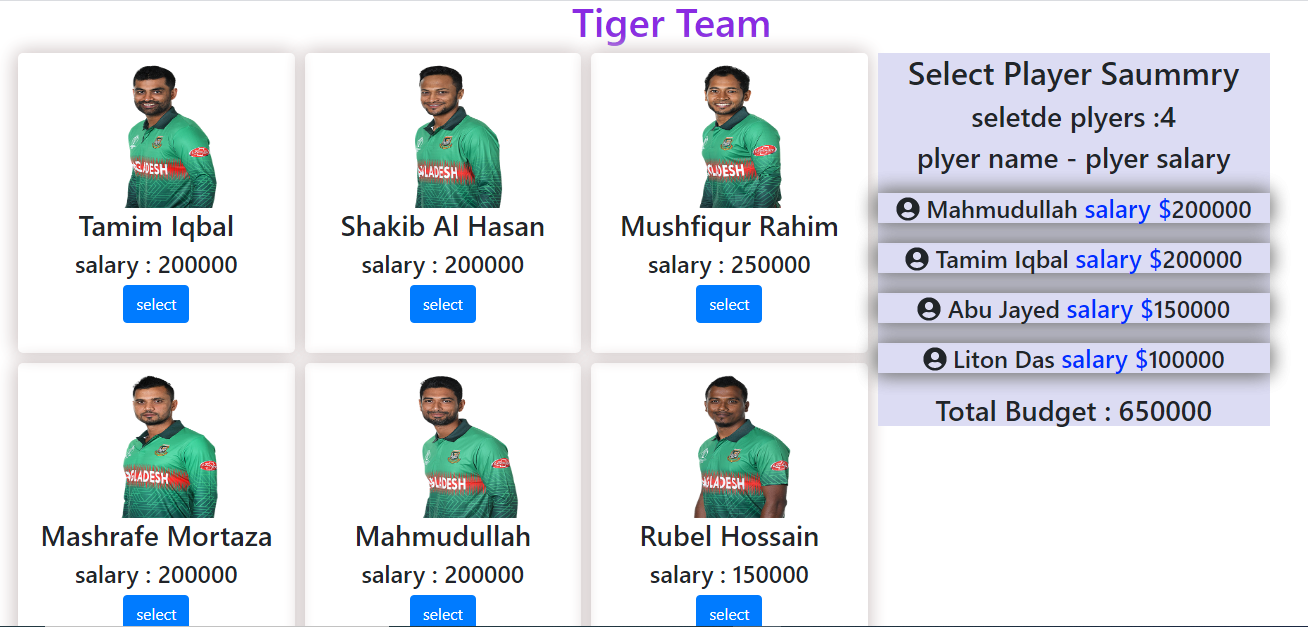 Tiger Team
Tamim Iqbal
salary : 200000
select
Shakib Al Hasan
salary : 200000
select
Mushfiqur Rahim
salary : 250000
select
Mashrafe Mortaza
salary : 200000
select
Mahmudullah
salary : 200000
select
Rubel Hossain
salary : 150000
select
Select Player Saummry
seletde plyers :4
plyer name - plyer salary
Mahmudullah salary $200000
Tamim Iqbal salary $200000
Abu Jayed salary $150000
Liton Das salary $100000
Total Budget : 650000